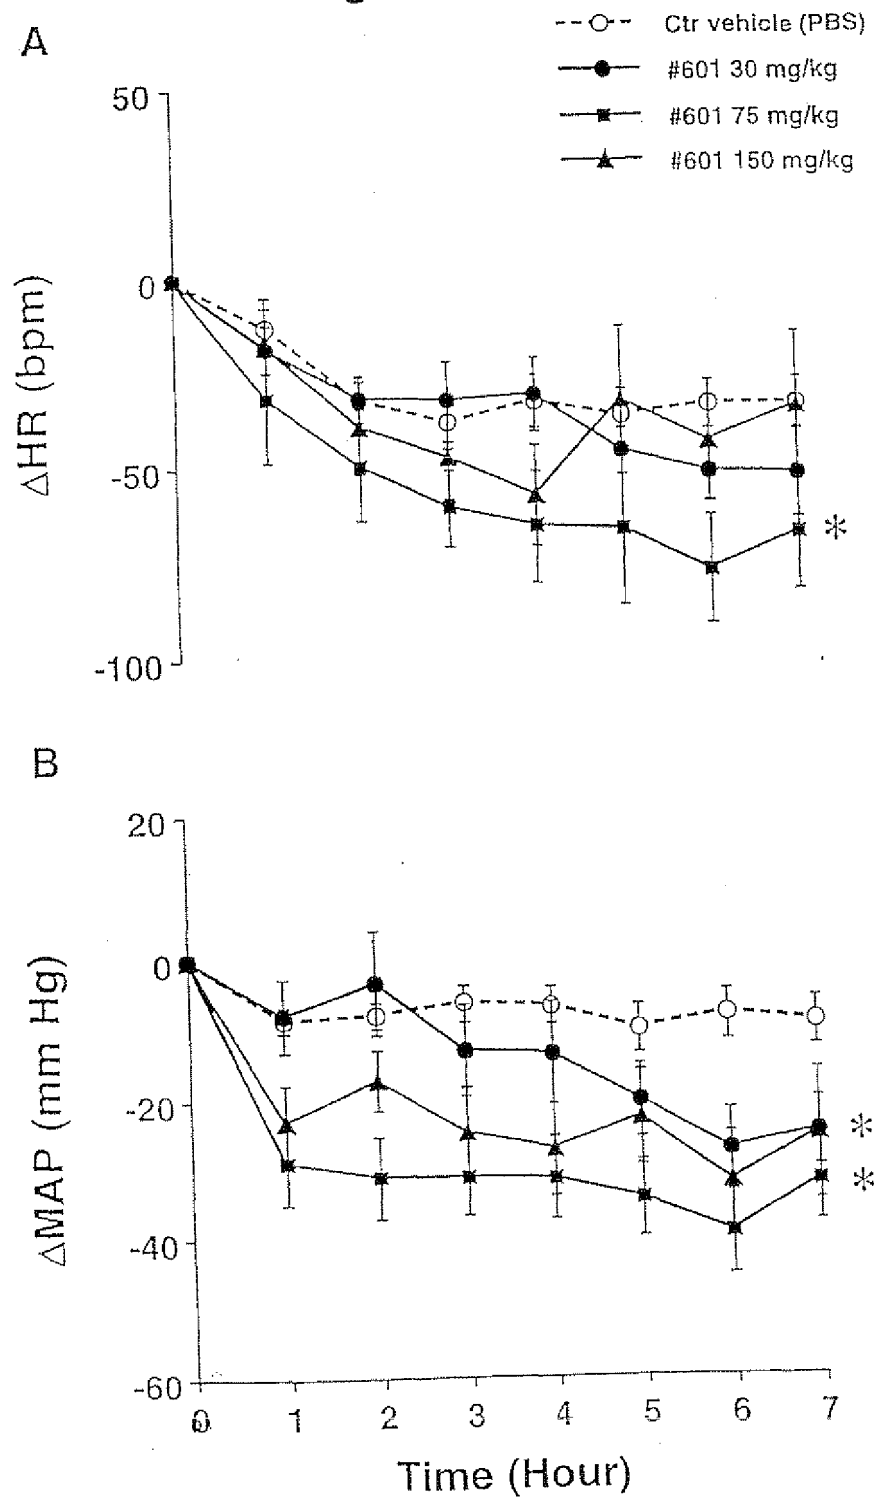 A
Ctr vehicle (PBS)
#601 30 mg/kg
#601 75 mg/kg
#601 150 mg/kg
50
0
-50
-100
ΔHR (bpm)
*
B
20
0
-20
-40
-60
ΔMAP (mm Hg)
*
*
0 1 2 3 4 5 6 7
Time (Hour)